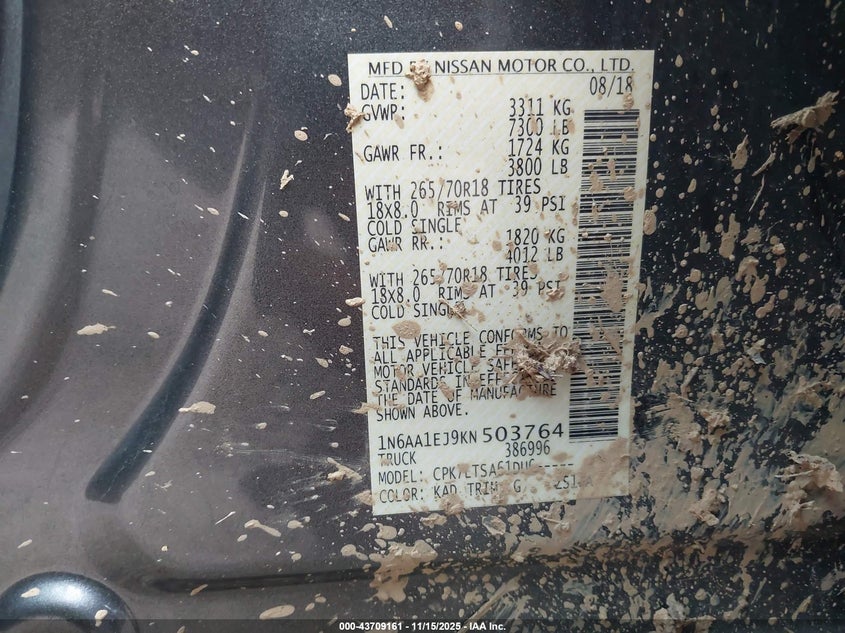 MFD NISSAN MOTOR CO., LTD.
DATE: 08/18
GVWR: 3311 KG
7300 LB
GAWR FR.: 1724 KG
3800 LB
WITH 265/70R18 TIRES
18X8.0 RIMS AT 39 PSI
COLD SINGLE
GAWR RR.: 1820 KG
4012 LB
WITH 265/70R18 TIRES
18X8.0 RIMS AT 39 PSI
COLD SINGLE
THIS VEHICLE CONFORMS TO
ALL APPLICABLE
MOTOR VEHICLE
STANDARDS IN
THE DATE OF MANUFACTURE
SHOWN ABOVE.
1N6AA1EJ9KN503764
TRUCK 386996
MODEL:
COLOR: KAD TRIM
000-43709161 - 11/15/2025 - IAA Inc.